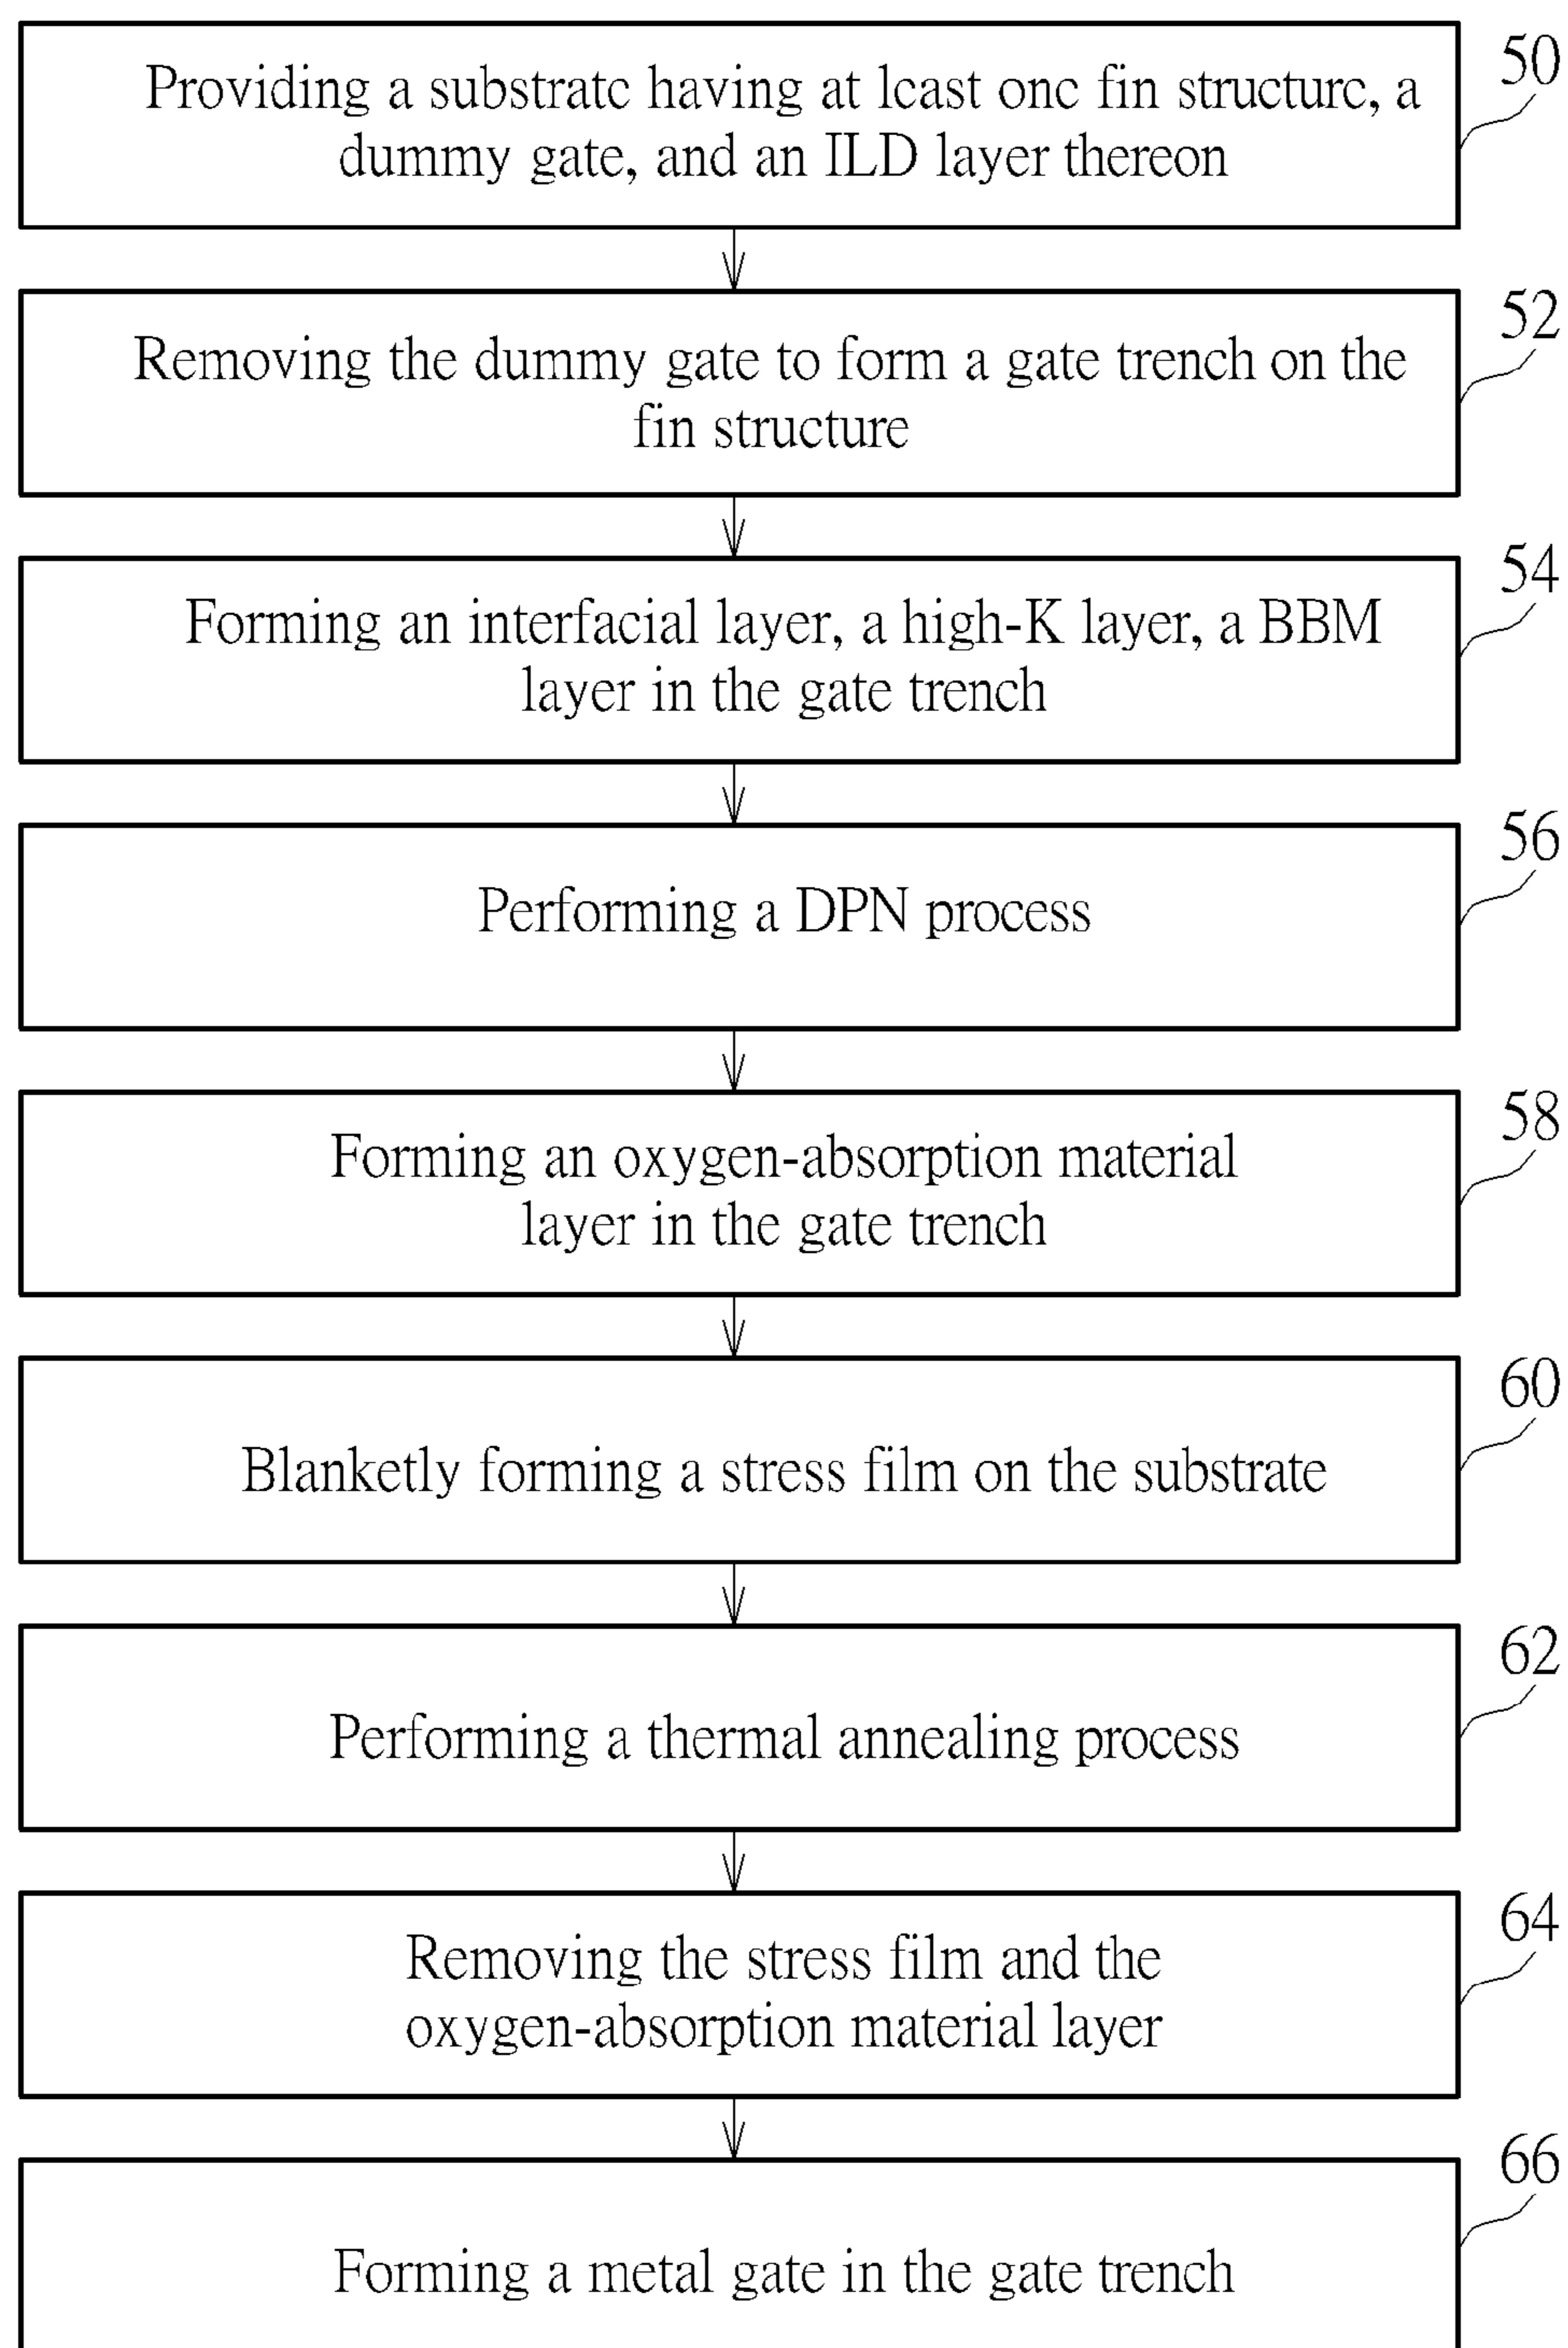 50
Providing a substrate having at least one fin structure, a
dummy gate, and an ILD layer thereon
52
Removing the dummy gate to form a gate trench on the
fin structure
54
Forming an interfacial layer, a high-K layer, a BBM
layer in the gate trench
56
Performing a DPN process
58
Forming an oxygen-absorption material
layer in the gate trench
60
Blanketly forming a stress film on the substrate
62
Performing a thermal annealing process
64
Removing the stress film and the
oxygen-absorption material layer
66
Forming a metal gate in the gate trench